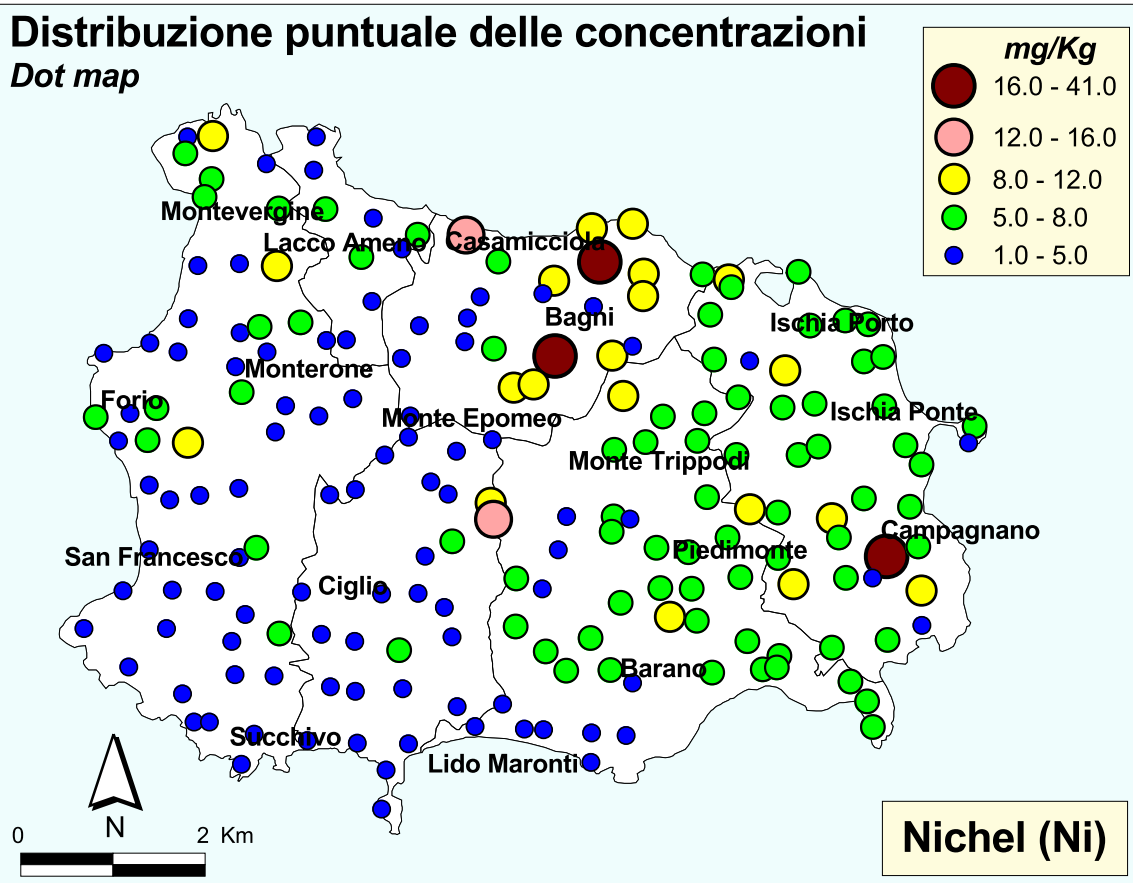 Distribuzione puntuale delle concentrazioni
Dot map
mg/Kg
16.0 - 41.0
12.0 - 16.0
8.0 - 12.0
5.0 - 8.0
1.0 - 5.0
Montevergine
Lacco Ameno
Casamicciola
Bagni
Ischia Porto
Monterone
Forio
Monte Epomeo
Ischia Ponte
Monte Trippodi
Campagnano
San Francesco
Piedimonte
Ciglio
Barano
Succhivo
Lido Maronti
N
0
2 Km
Nichel (Ni)